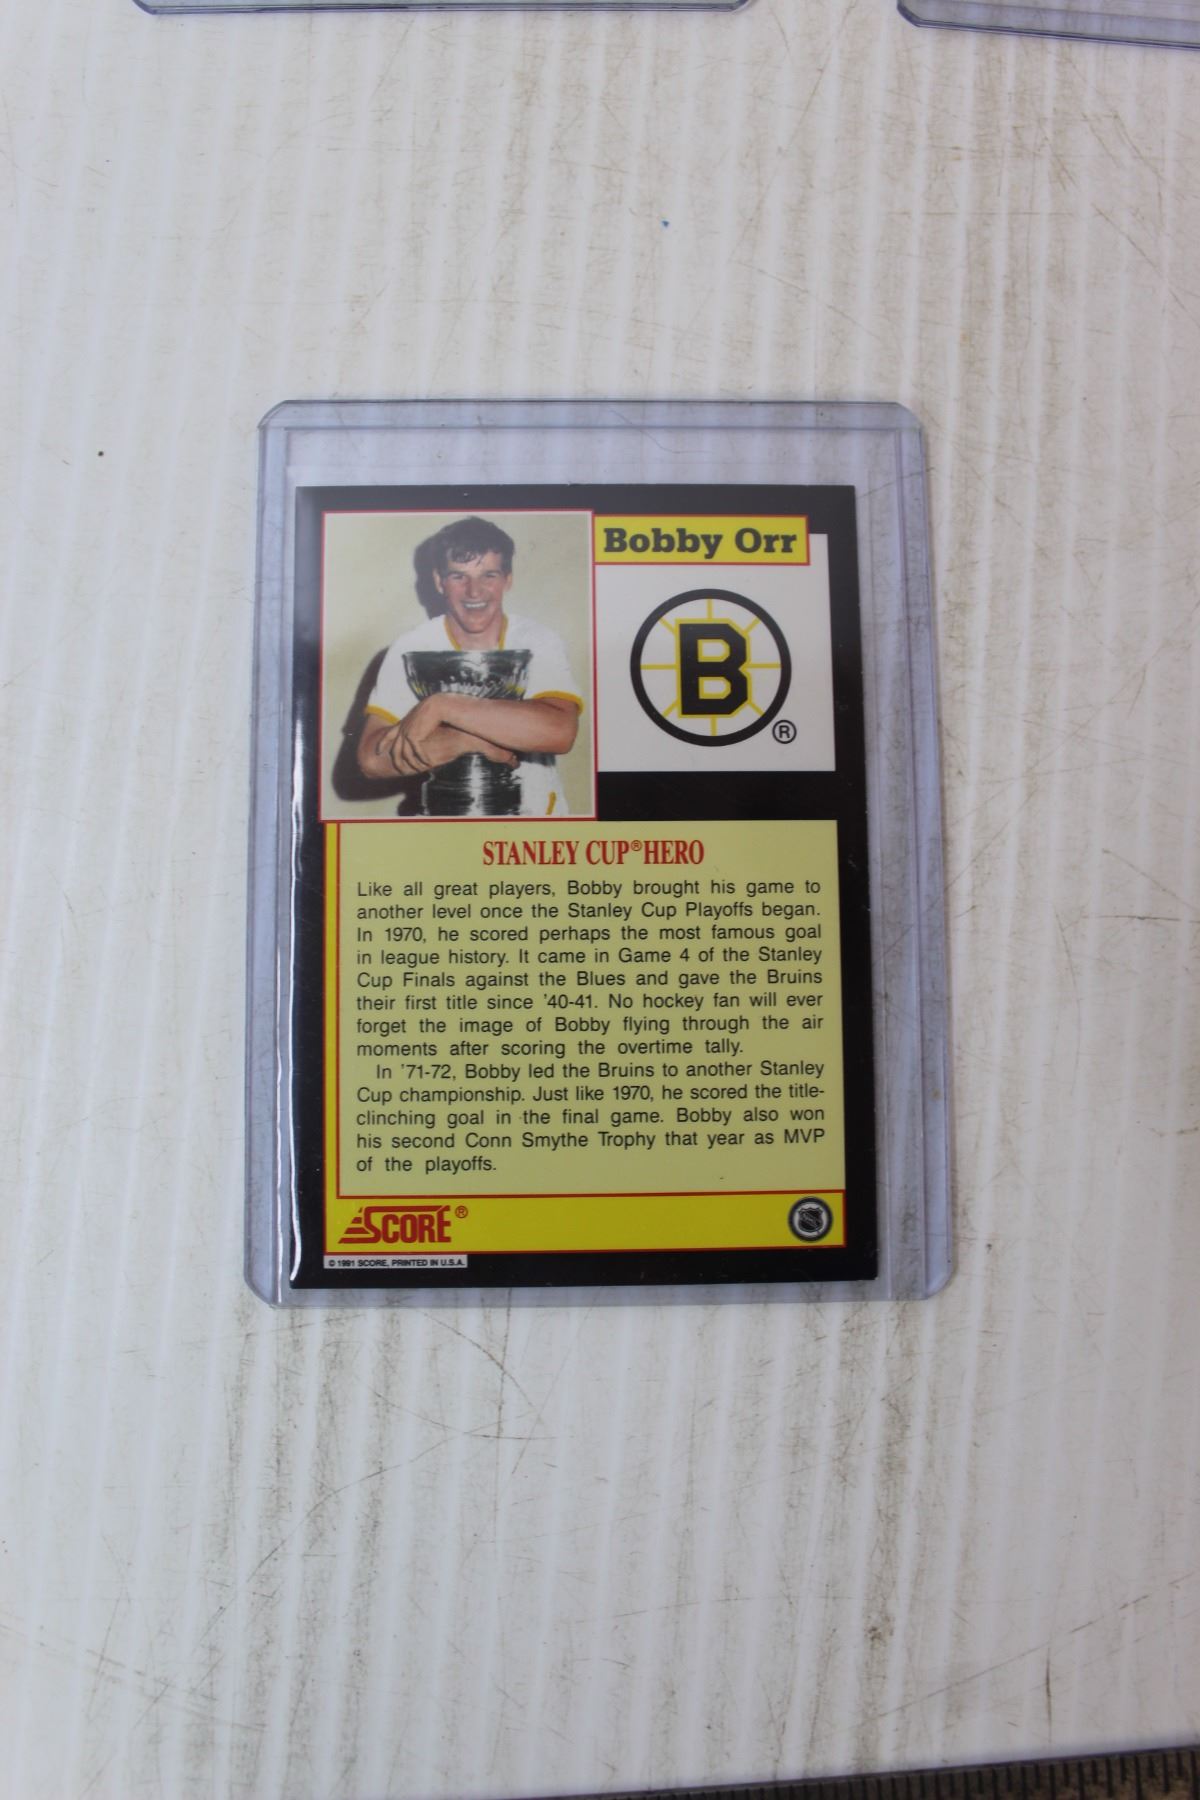 Bobby Orr
B
®
STANLEY CUP® HERO
Like all great players, Bobby brought his game to
another level once the Stanley Cup Playoffs began.
In 1970, he scored perhaps the most famous goal
in league history. It came in Game 4 of the Stanley
Cup Finals against the Blues and gave the Bruins
their first title since '40-41. No hockey fan will ever
forget the image of Bobby flying through the air
moments after scoring the overtime tally.
In '71-72, Bobby led the Bruins to another Stanley
Cup championship. Just like 1970, he scored the title-
clinching goal in the final game. Bobby also won
his second Conn Smythe Trophy that year as MVP
of the playoffs.
SCORE®
© 1991 SCORE, PRINTED IN U.S.A.